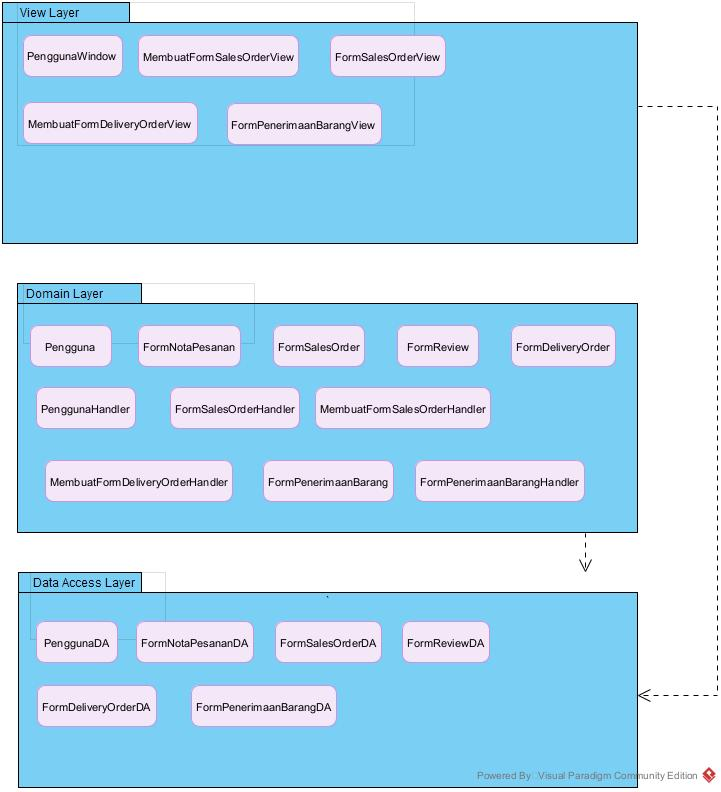 View Layer
PenggunaWindow
MembuatFormSalesOrderView
FormSalesOrderView
MembuatFormDeliveryOrderView
FormPenerimaanBarangView
Domain Layer
Pengguna
FormNotaPesanan
FormSalesOrder
FormReview
FormDeliveryOrder
PenggunaHandler
FormSalesOrderHandler
MembuatFormSalesOrderHandler
MembuatFormDeliveryOrderHandler
FormPenerimaanBarang
FormPenerimaanBarangHandler
Data Access Layer
PenggunaDA
FormNotaPesananDA
FormSalesOrderDA
FormReviewDA
FormDeliveryOrderDA
FormPenerimaanBarangDA
Powered By Visual Paradigm Community Edition